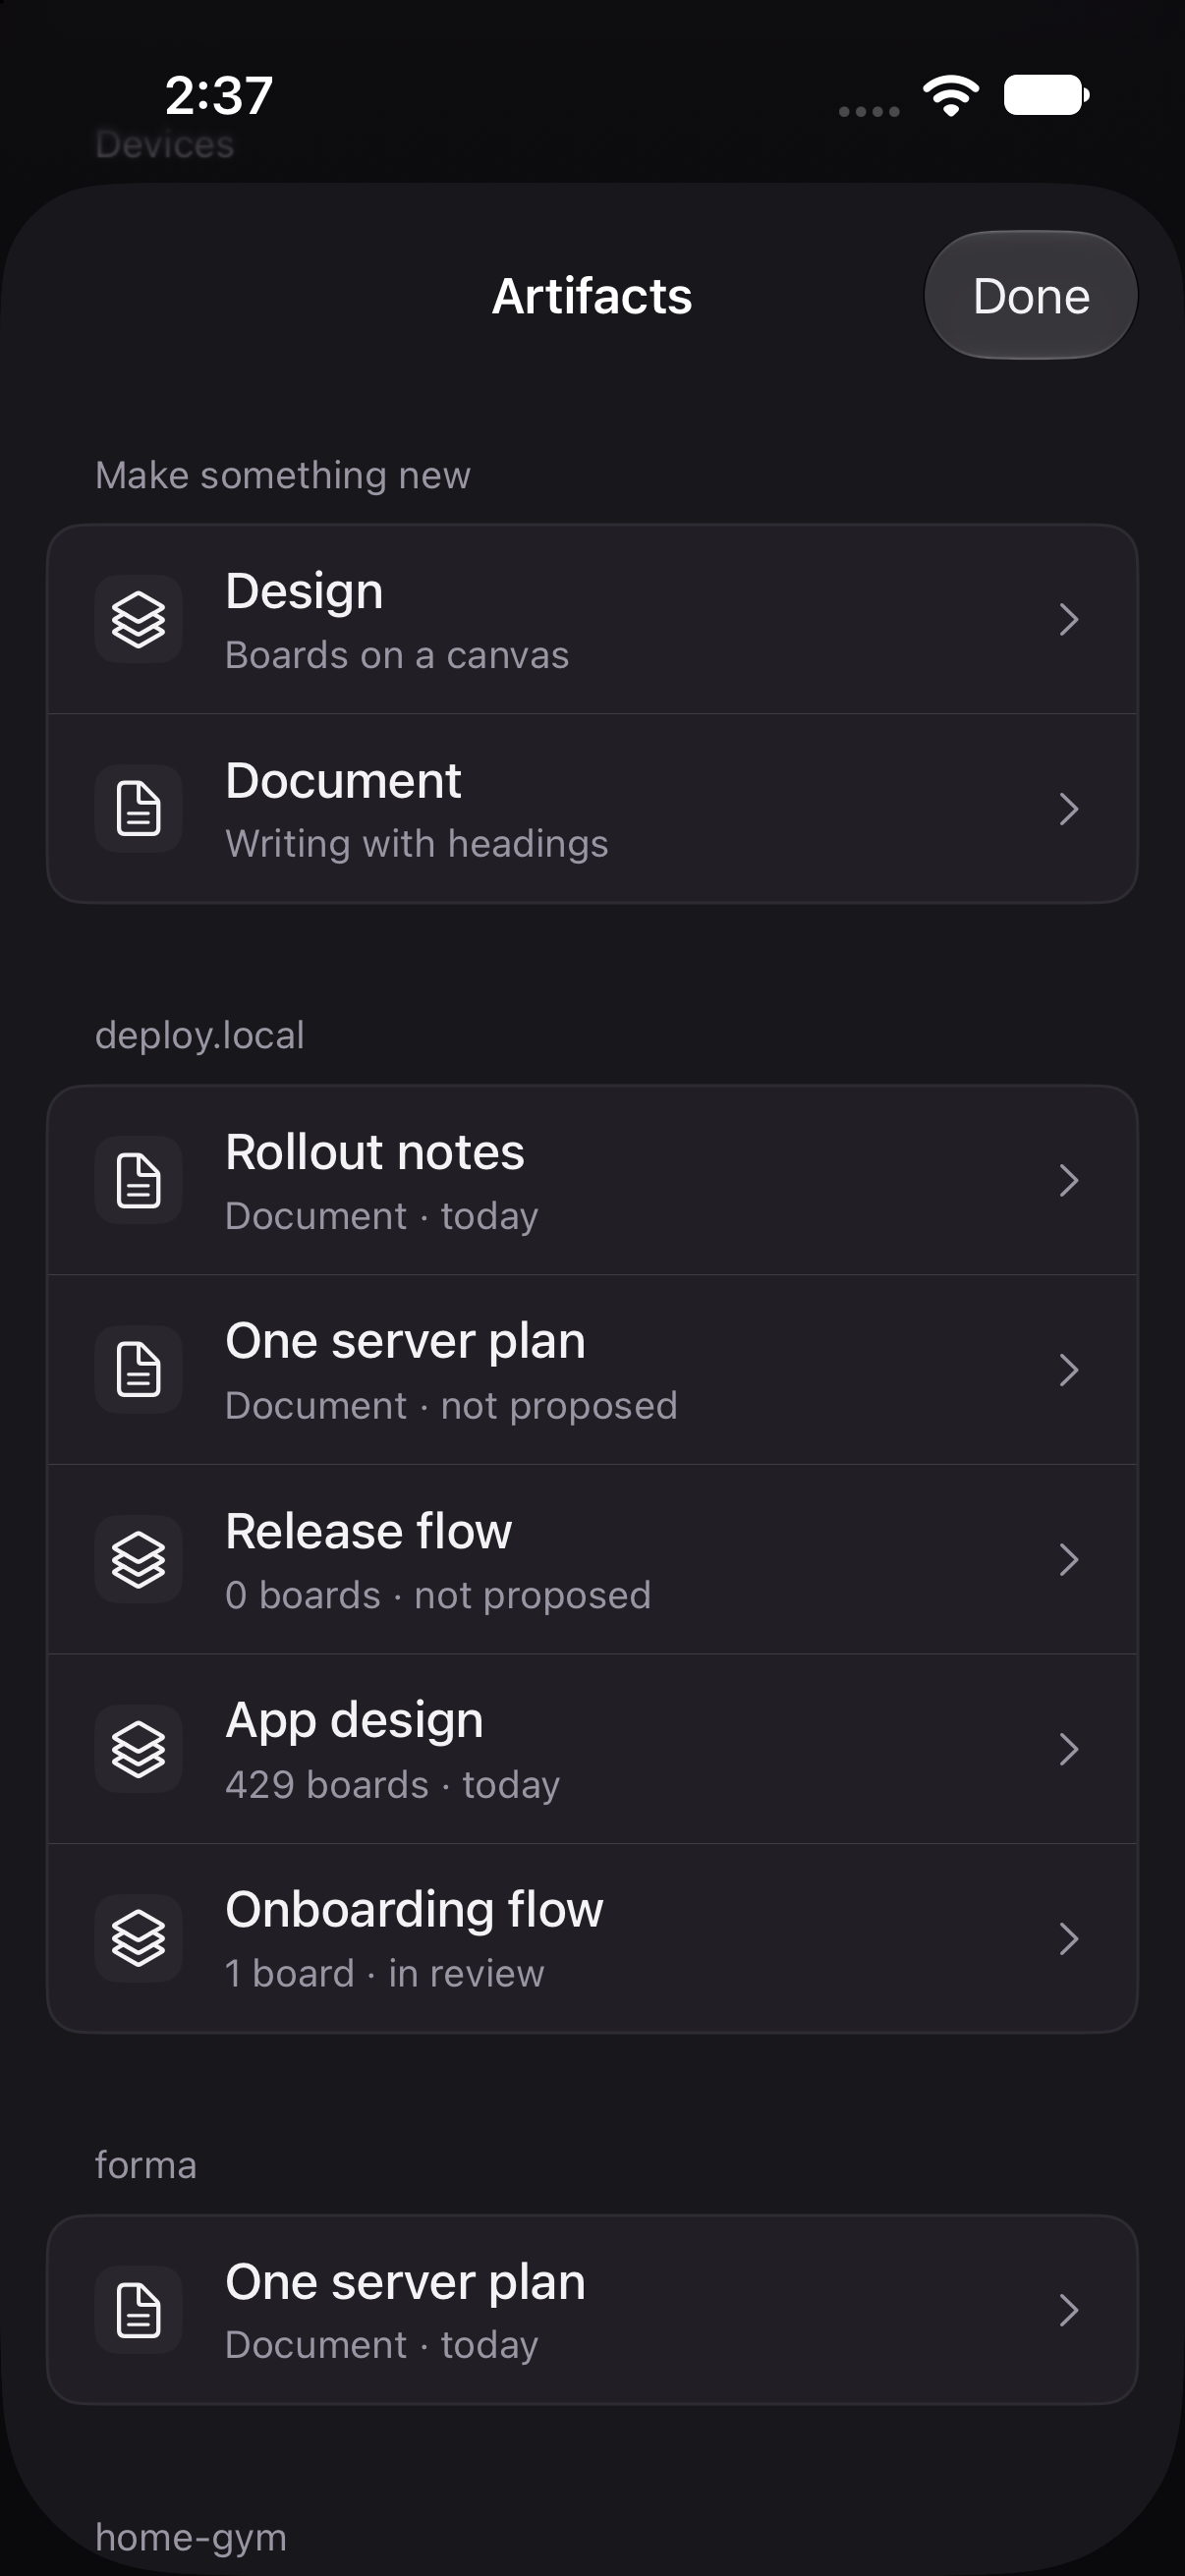 2:37
Devices
Artifacts
Done
Make something new
Design
Boards on a canvas
Document
Writing with headings
deploy.local
Rollout notes
Document · today
One server plan
Document · not proposed
Release flow
0 boards · not proposed
App design
429 boards · today
Onboarding flow
1 board · in review
forma
One server plan
Document · today
home-gym